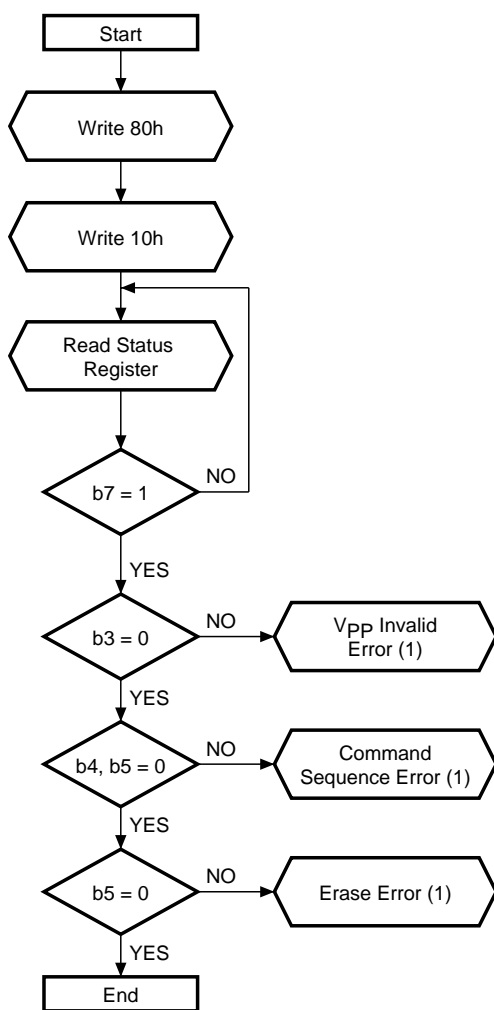 Start
Write 80h
Write 10h
Read Status
Register
b7 = 1
NO
YES
b3 = 0
NO
VPP Invalid
Error (1)
YES
b4, b5 = 0
NO
Command
Sequence Error (1)
YES
b5 = 0
NO
Erase Error (1)
YES
End